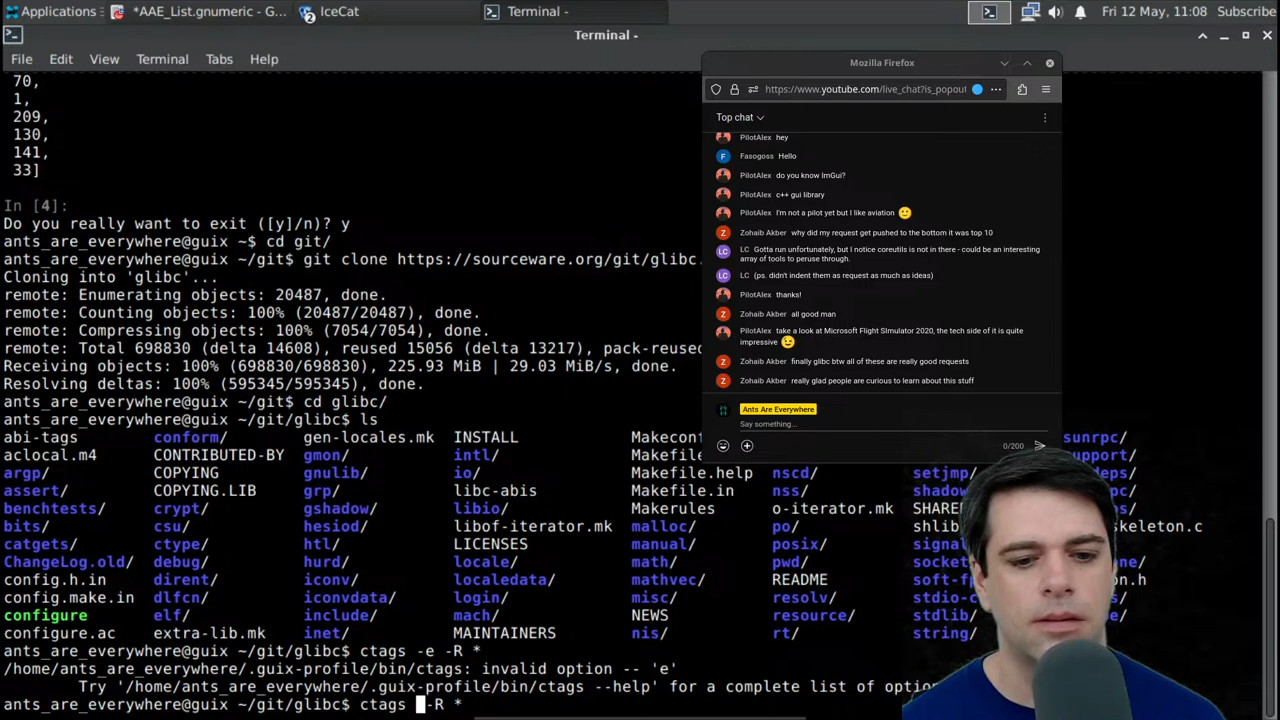 Applications
*AAE_List.gnumeric - G...
2
IceCat
Terminal -
Fri 12 May, 11:08
Subscribe
Terminal -
File Edit View Terminal Tabs Help
70,
1,
209,
130,
141,
33]
In [4]:
Do you really want to exit ([y]/n)? y
ants_are_everywhere@guix ~$ cd git/
ants_are_everywhere@guix ~/git$ git clone https://sourceware.org/git/glibc.
Cloning into 'glibc'...
remote: Enumerating objects: 20487, done.
remote: Counting objects: 100% (20487/20487), done.
remote: Compressing objects: 100% (7054/7054), done.
remote: Total 698830 (delta 14608), reused 15056 (delta 13217), pack-reused
Receiving objects: 100% (698830/698830), 225.93 MiB | 29.03 MiB/s, done.
Resolving deltas: 100% (595345/595345), done.
ants_are_everywhere@guix ~/git$ cd glibc/
ants_are_everywhere@guix ~/git/glibc$ ls
abi-tags conform/ gen-locales.mk INSTALL Makeconf sunrpc/
aclocal.m4 CONTRIBUTED-BY gmon/ intl/ Makefile support/
argp/ COPYING gnulib/ io/ Makefile.help nscd/ setjmp/
assert/ COPYING.LIB grp/ libc-abis Makefile.in nss/ shadow
benchtests/ crypt/ gshadow/ libio/ Makerules o-iterator.mk SHARE
bits/ csu/ hesiod/ libof-iterator.mk malloc/ po/ shlib skeleton.c
catgets/ ctype/ htl/ LICENSES manual/ posix/ signal
ChangeLog.old/ debug/ hurd/ locale/ math/ pwd/ socket
config.h.in dirent/ iconv/ localedata/ mathvec/ README soft-fp
config.make.in dlfcn/ iconvdata/ login/ misc/ resolv/ stdio-c
configure elf/ include/ mach/ NEWS resource/ stdlib/
configure.ac extra-lib.mk inet/ MAINTAINERS nis/ rt/ string/
ants_are_everywhere@guix ~/git/glibc$ ctags -e -R *
/home/ants_are_everywhere/.guix-profile/bin/ctags: invalid option -- 'e'
Try '/home/ants_are_everywhere/.guix-profile/bin/ctags --help' for a complete list of optio
ants_are_everywhere@guix ~/git/glibc$ ctags -R *
Mozilla Firefox
https://www.youtube.com/live_chat?is_popout
Top chat
PilotAlex hey
F Fasogoss Hello
PilotAlex do you know ImGui?
PilotAlex c++ gui library
PilotAlex I'm not a pilot yet but I like aviation 🙂
Z Zohaib Akber why did my request get pushed to the bottom it was top 10
LC LC Gotta run unfortunately, but I notice coreutils is not in there - could be an interesting
array of tools to peruse through.
LC LC (ps. didn't indent them as request as much as ideas)
PilotAlex thanks!
Z Zohaib Akber all good man
PilotAlex take a look at Microsoft Flight SImulator 2020, the tech side of it is quite
impressive 😉
Z Zohaib Akber finally glibc btw all of these are really good requests
Z Zohaib Akber really glad people are curious to learn about this stuff
Ants Are Everywhere
Say something...
0/200